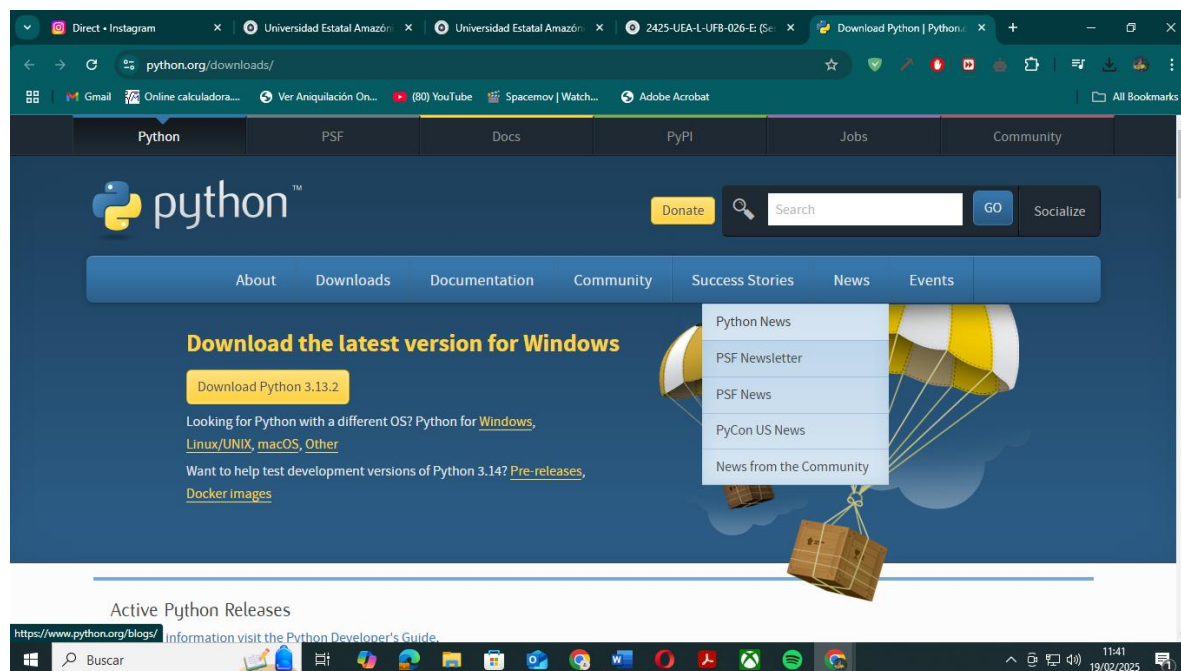 Direct • Instagram
Universidad Estatal Amazóni
Universidad Estatal Amazóni
2425-UEA-L-UFB-026-E: (Se
Download Python | Python.o
python.org/downloads/
Gmail
Online calculadora....
Ver Aniquilación On...
(80) YouTube
Spacemov | Watch...
Adobe Acrobat
All Bookmarks
Python
PSF
Docs
PyPI
Jobs
Community
python™
Donate
Search
GO
Socialize
About
Downloads
Documentation
Community
Success Stories
News
Events
Python News
PSF Newsletter
PSF News
PyCon US News
News from the Community
Download the latest version for Windows
Download Python 3.13.2
Looking for Python with a different OS? Python for Windows,
Linux/UNIX, macOS, Other
Want to help test development versions of Python 3.14? Pre-releases,
Docker images
Active Python Releases
https://www.python.org/blogs/
information visit the Python Developer's Guide.
Buscar
11:41
19/02/2025